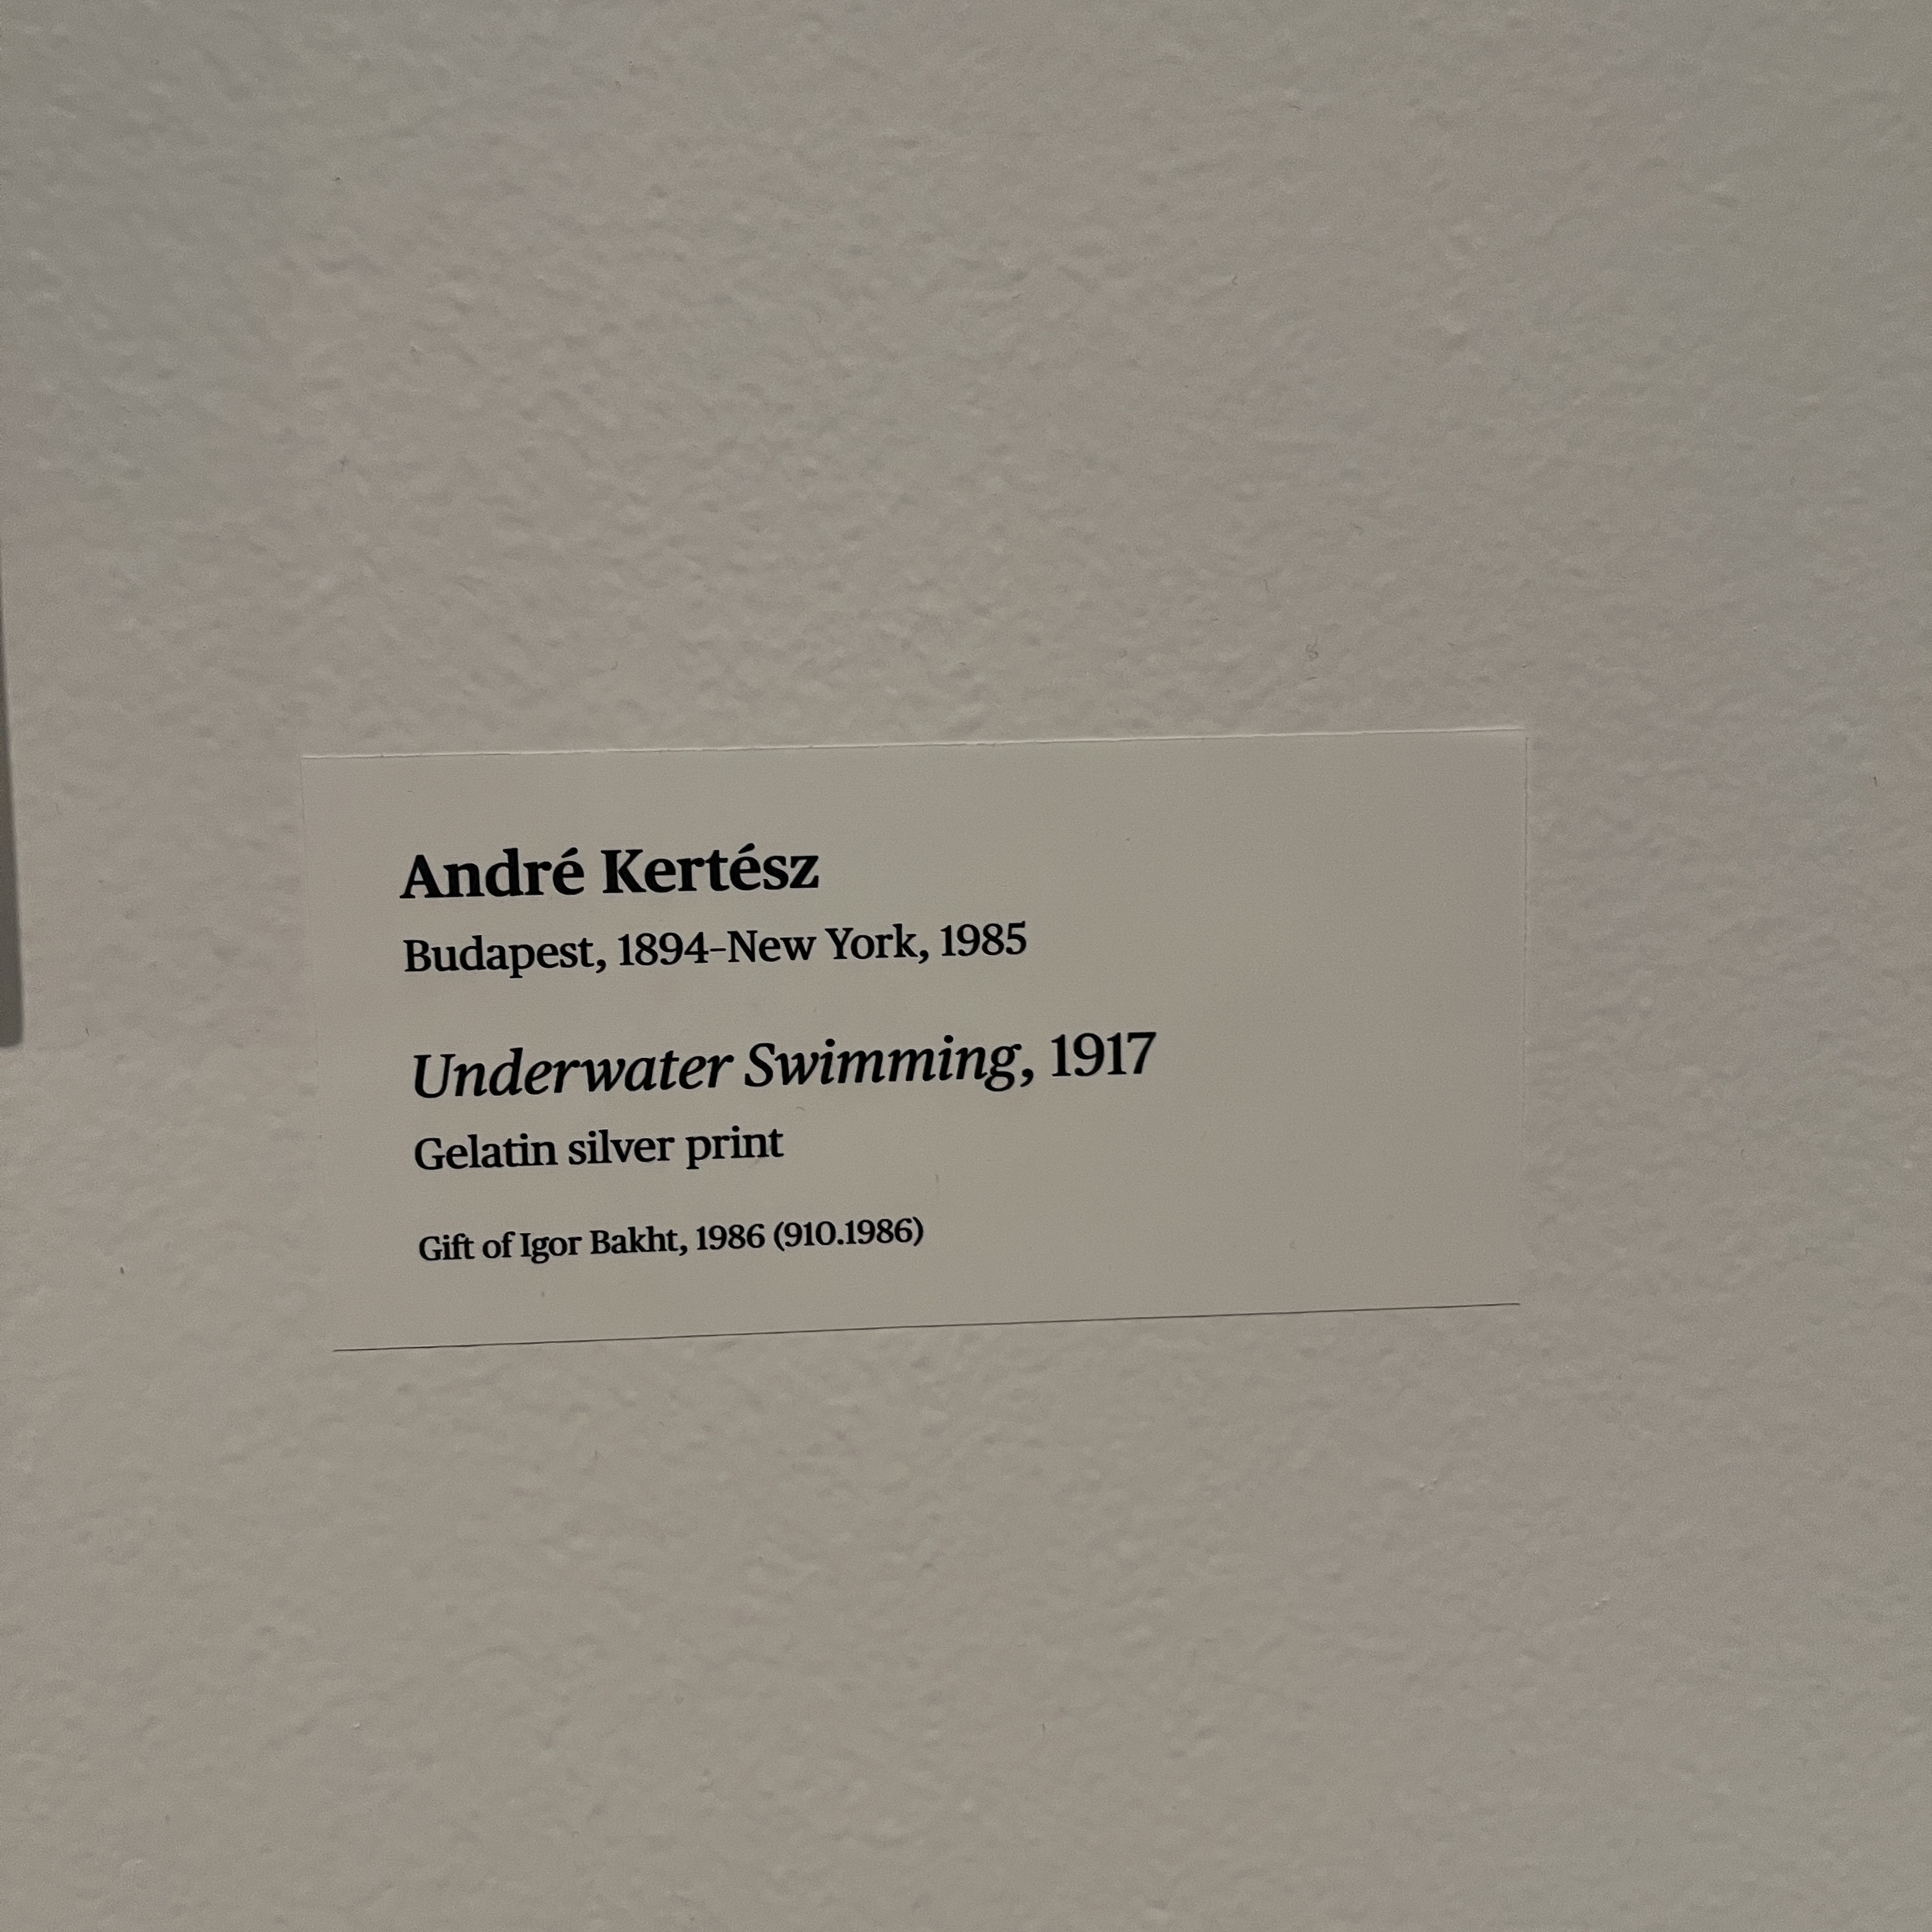 André Kertész
Budapest, 1894–New York, 1985
Underwater Swimming, 1917
Gelatin silver print
Gift of Igor Bakht, 1986 (910.1986)